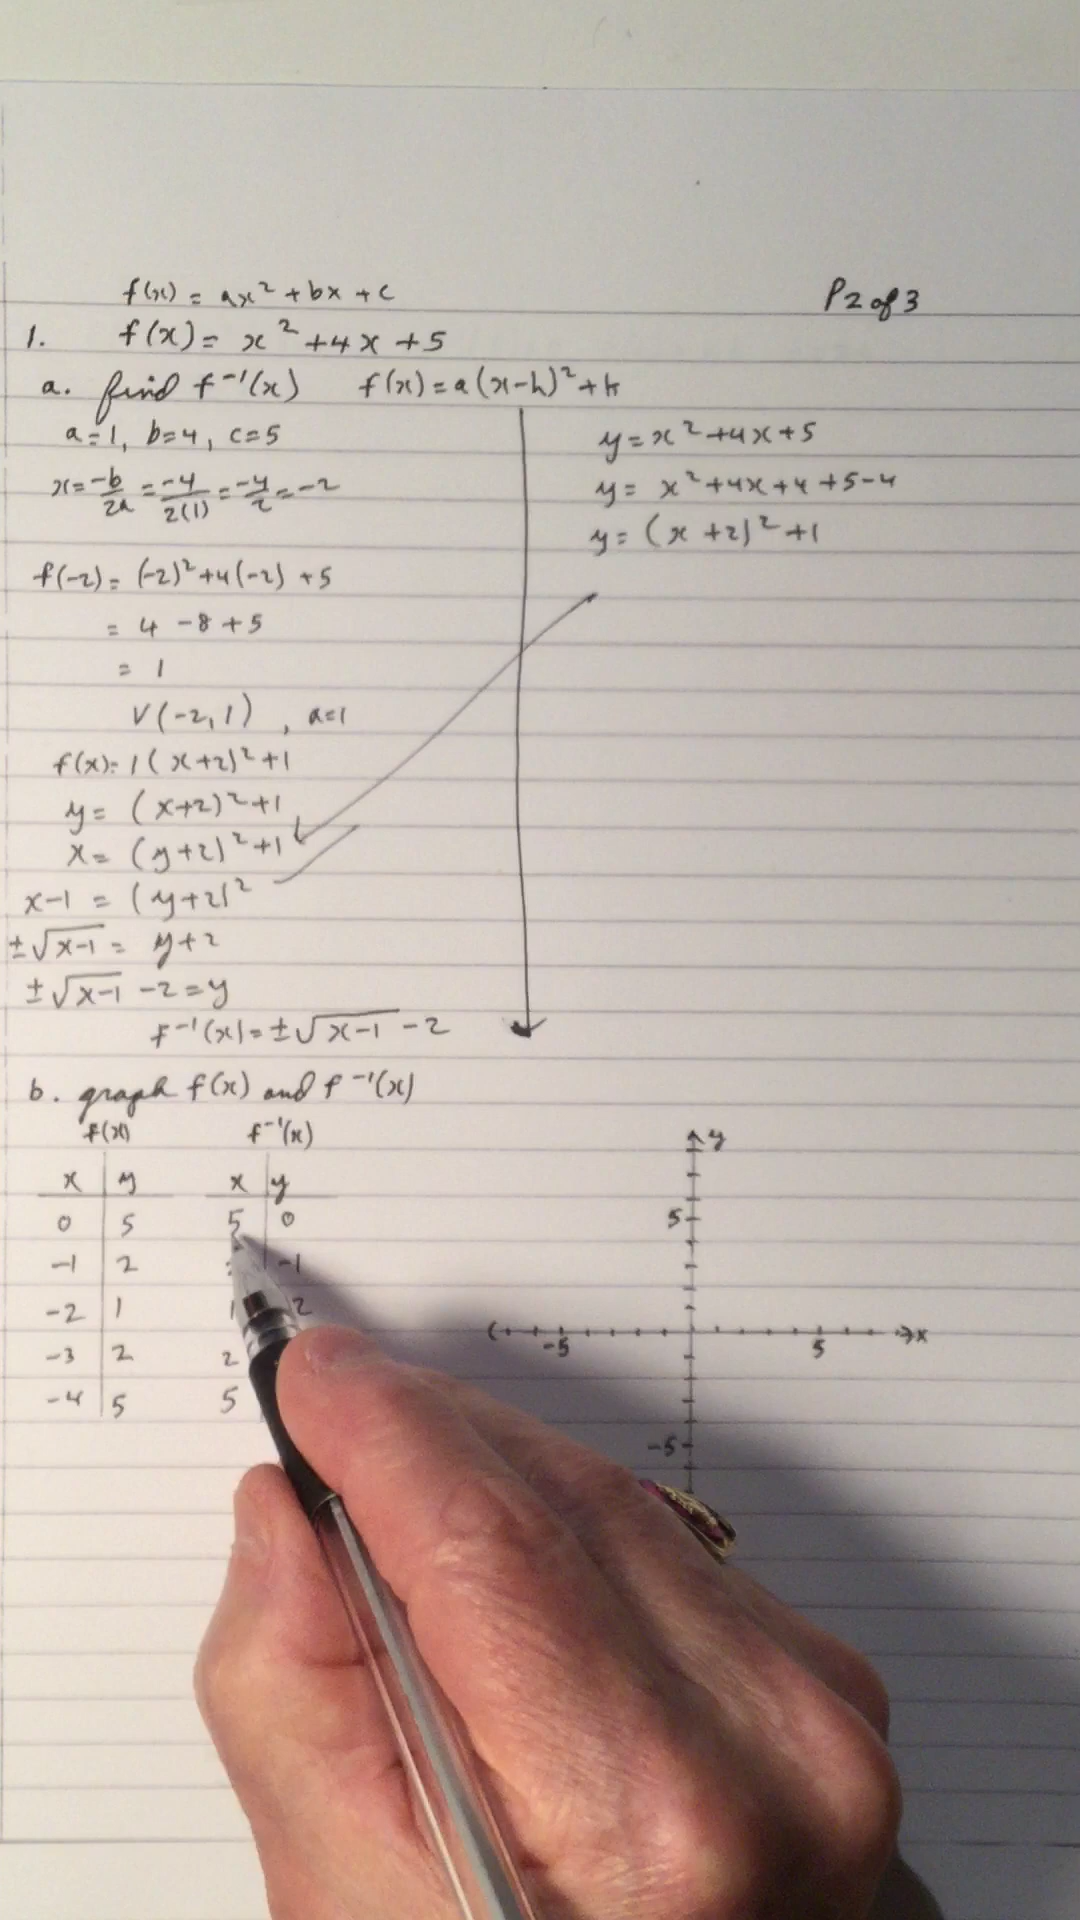 f(x) = ax² + bx + c
P2 of 3
1. f(x) = x² + 4x + 5
a. find f⁻¹(x) f(x) = a(x-h)² + k
a=1, b=4, c=5
x = -b/2a = -4/2(1) = -4/2 = -2
f(-2) = (-2)² + 4(-2) + 5
= 4 - 8 + 5
= 1
V(-2, 1), a=1
f(x) = 1(x+2)² + 1
y = (x+2)² + 1
x = (y+2)² + 1
x-1 = (y+2)²
±√(x-1) = y+2
±√(x-1) - 2 = y
f⁻¹(x) = ±√(x-1) - 2
y = x² + 4x + 5
y = x² + 4x + 4 + 5 - 4
y = (x + 2)² + 1
b. graph f(x) and f⁻¹(x)
f(x) f⁻¹(x)
x y x y
0 5 5 0
-1 2 -1
-2 1 1 2
-3 2 2
-4 5 5
y
5
-5 5 x
-5